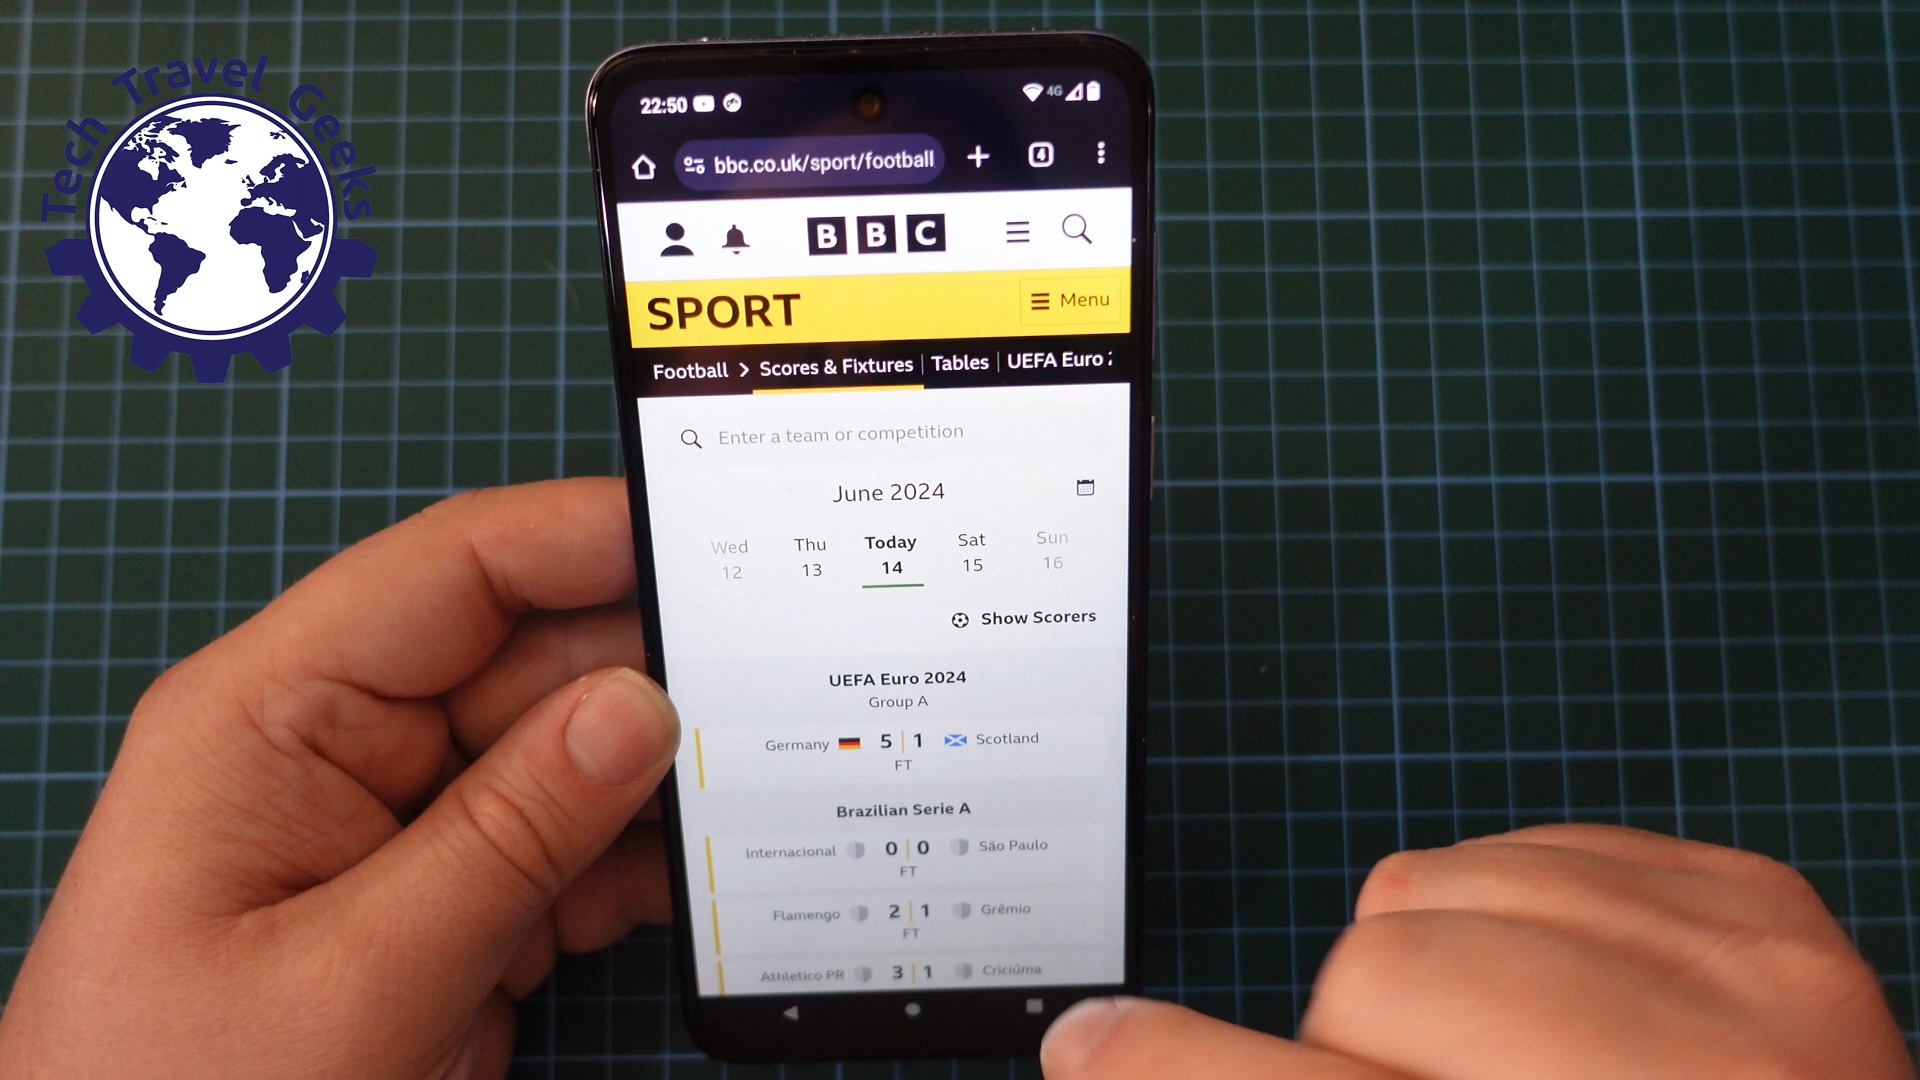 Tech Travel Geeks
22:50 4G
bbc.co.uk/sport/football + 4
BBC
SPORT Menu
Football Scores & Fixtures Tables UEFA Euro 2
Enter a team or competition
June 2024
Wed Thu Today Sat Sun
12 13 14 15 16
Show Scorers
UEFA Euro 2024
Group A
Germany 5 1 Scotland
FT
Brazilian Serie A
Internacional 0 0 São Paulo
FT
Flamengo 2 1 Grêmio
FT
Athletico PR 3 1 Criciúma